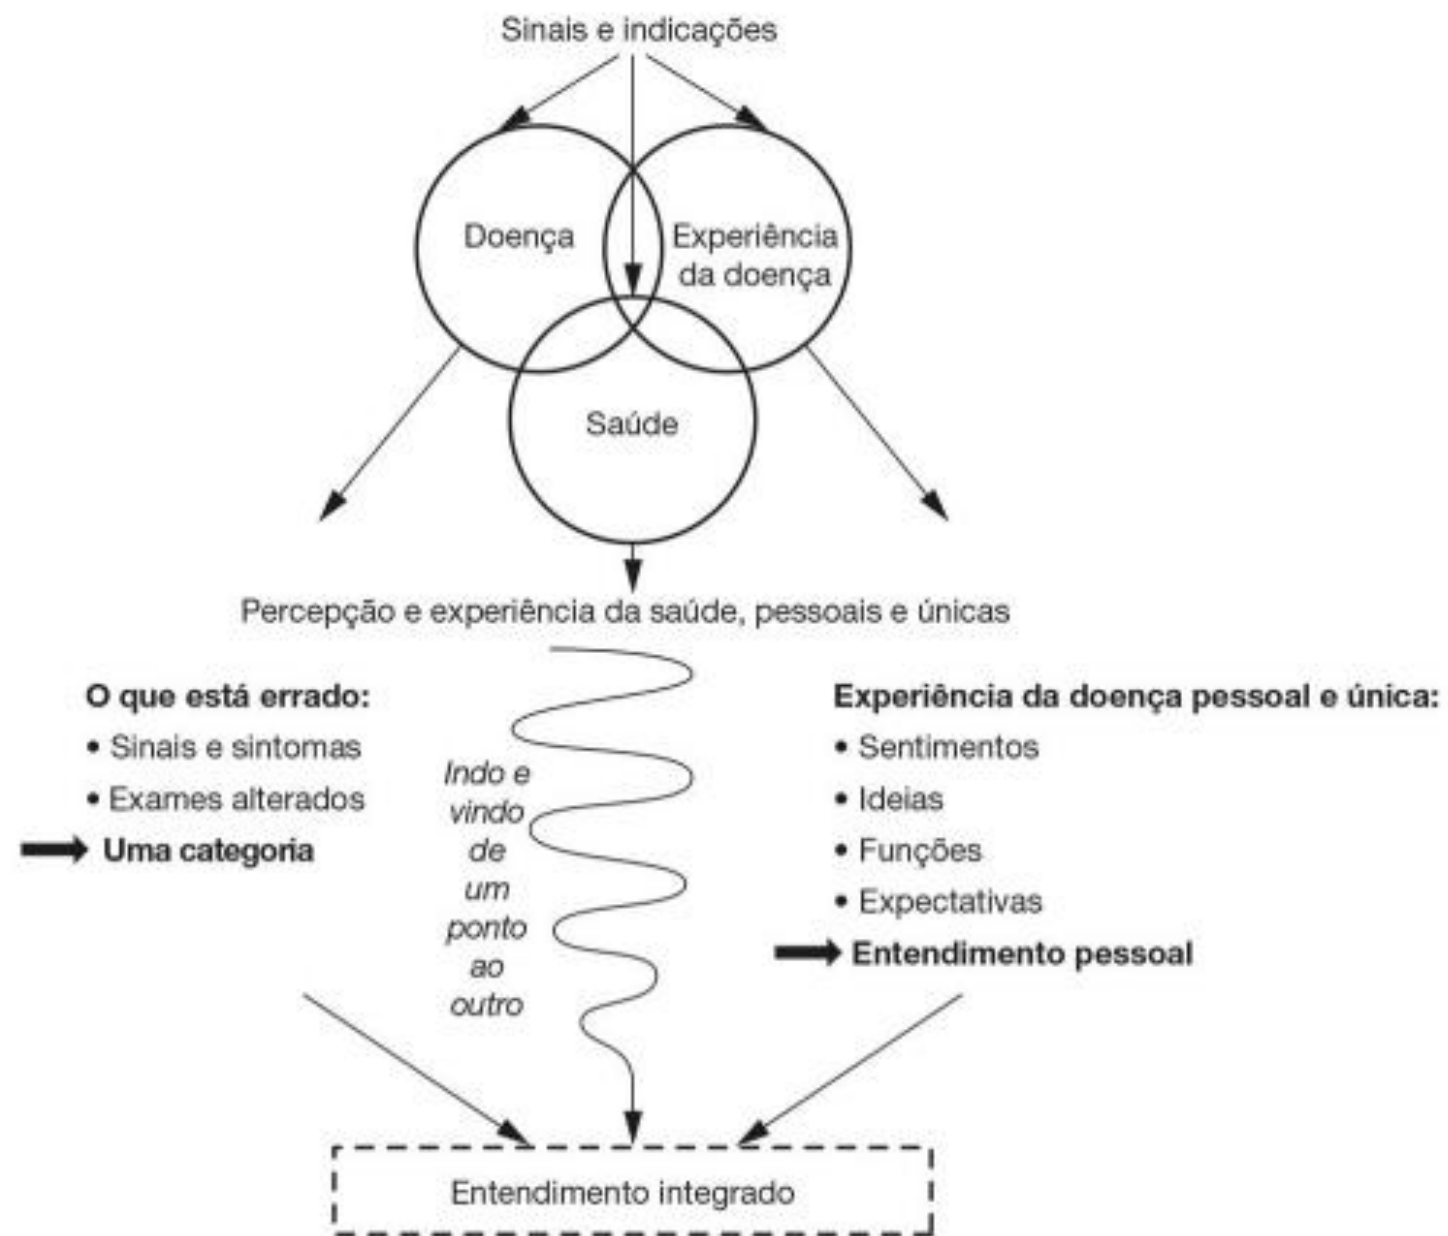 Sinais e indicações
Doença
Experiência
da doença
Saúde
Percepção e experiência da saúde, pessoais e únicas
O que está errado:
• Sinais e sintomas
• Exames alterados
Uma categoria
Indo e
vindo
de
um
ponto
ao
outro
Experiência da doença pessoal e única:
• Sentimentos
• Ideias
• Funções
• Expectativas
Entendimento pessoal
Entendimento integrado